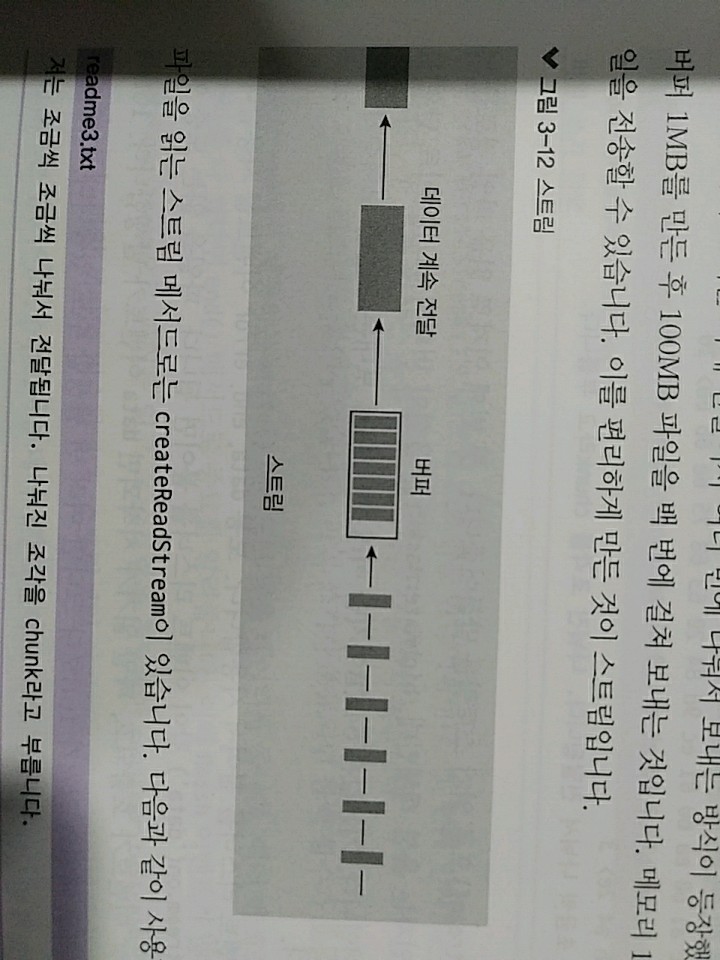 나눠서 보내는 방식이 등장했
버퍼 1MB를 만든 후 100MB 파일을 백 번에 걸쳐 보내는 것입니다. 메모리 1
일을 전송할 수 있습니다. 이를 편리하게 만든 것이 스트림입니다.
그림 3-12 스트림
데이터 계속 전달
버퍼
스트림
파일을 읽는 스트림 메서드로는 createReadStream이 있습니다. 다음과 같이 사용
readme3.txt
저는 조금씩 조금씩 나눠서 전달됩니다. 나눠진 조각을 chunk라고 부릅니다.